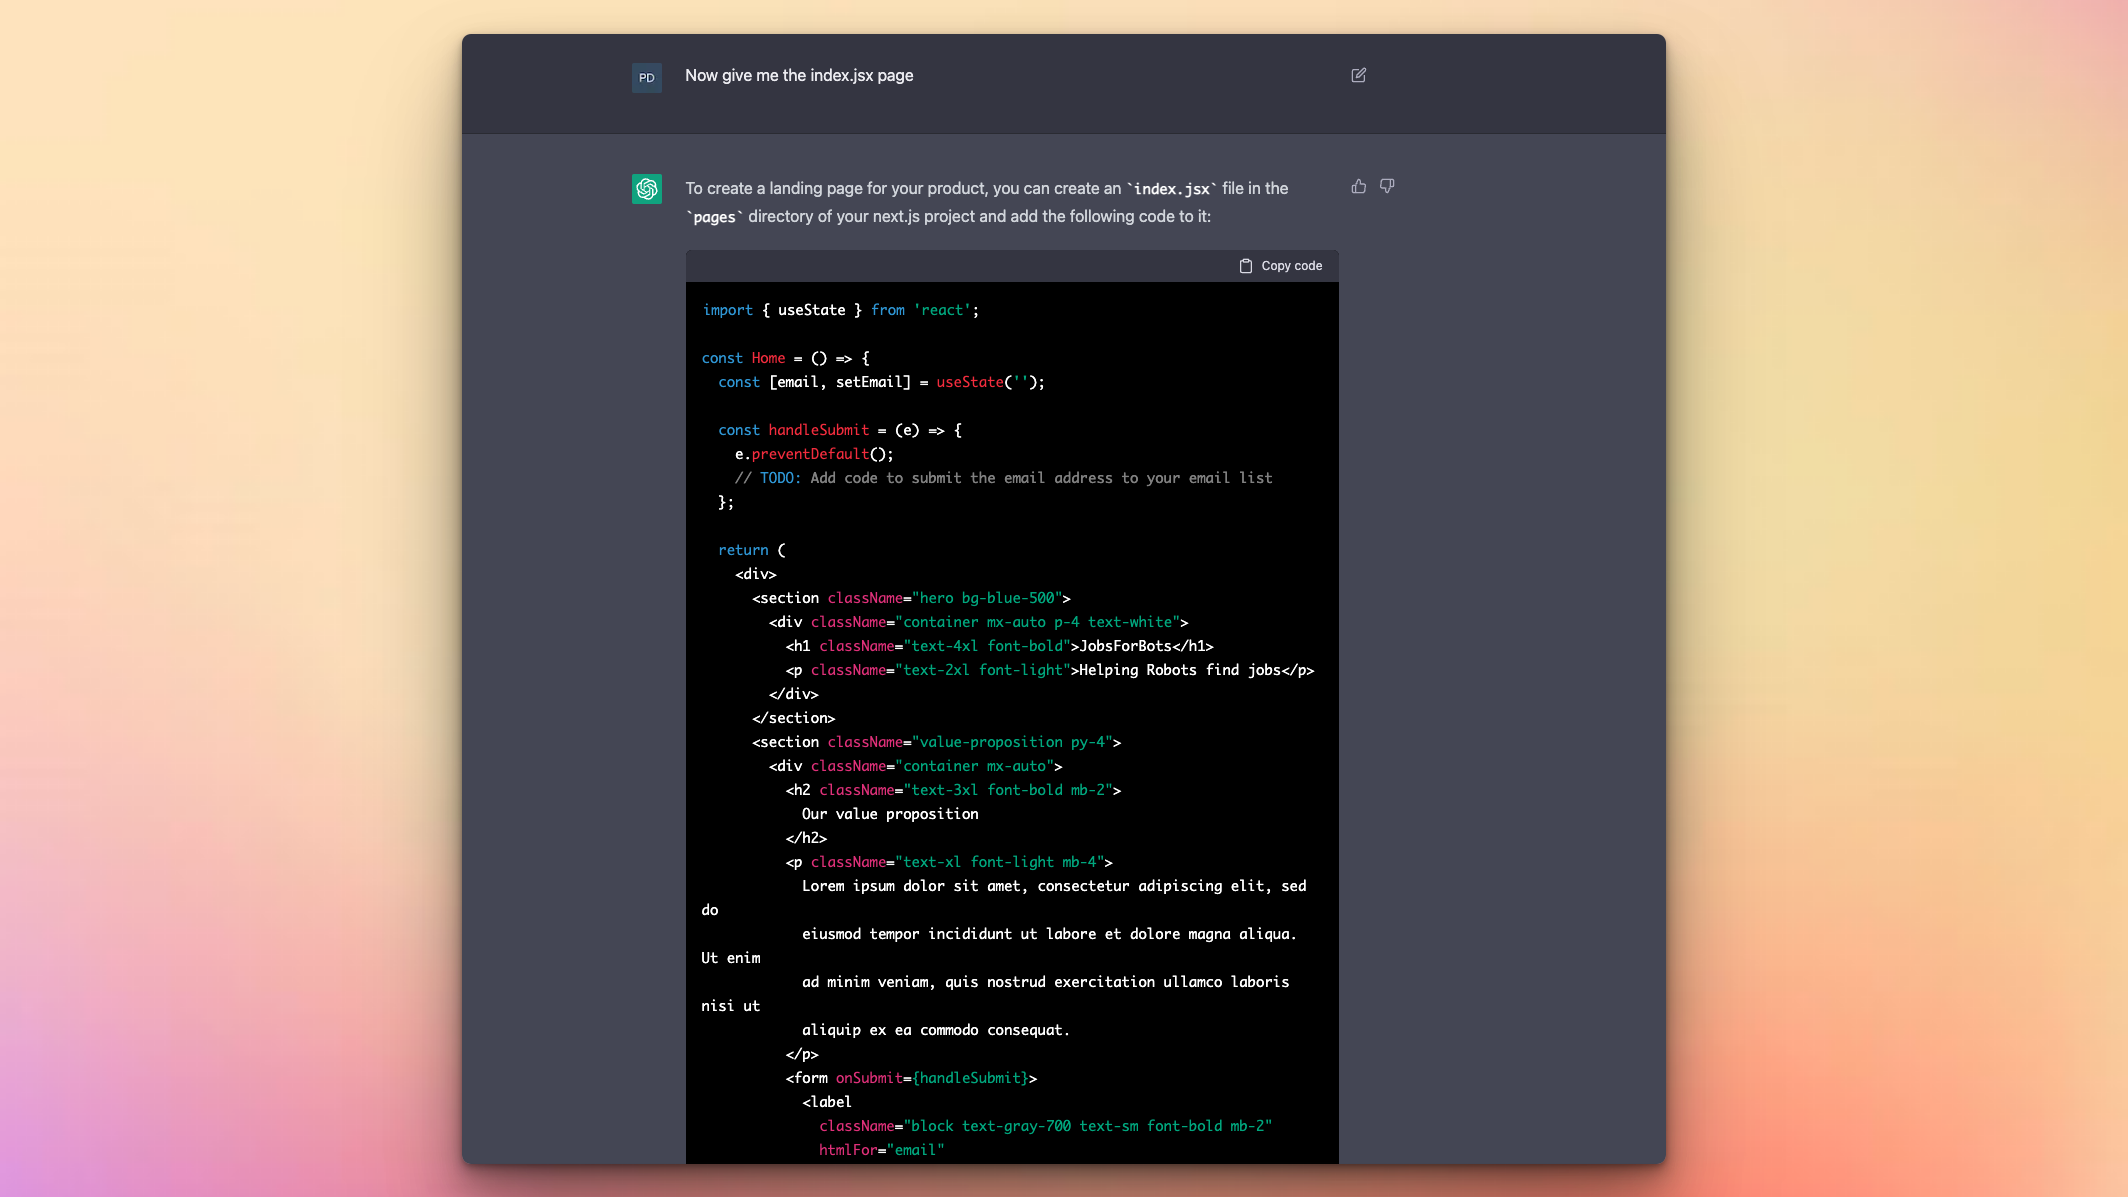 PD
Now give me the index.jsx page
To create a landing page for your product, you can create an `index.jsx` file in the
`pages` directory of your next.js project and add the following code to it:
Copy code
import { useState } from 'react';
const Home = () => {
  const [email, setEmail] = useState('');
  const handleSubmit = (e) => {
    e.preventDefault();
    // TODO: Add code to submit the email address to your email list
  };
  return (
    <div>
      <section className="hero bg-blue-500">
        <div className="container mx-auto p-4 text-white">
          <h1 className="text-4xl font-bold">JobsForBots</h1>
          <p className="text-2xl font-light">Helping Robots find jobs</p>
        </div>
      </section>
      <section className="value-proposition py-4">
        <div className="container mx-auto">
          <h2 className="text-3xl font-bold mb-2">
            Our value proposition
          </h2>
          <p className="text-xl font-light mb-4">
            Lorem ipsum dolor sit amet, consectetur adipiscing elit, sed
do
            eiusmod tempor incididunt ut labore et dolore magna aliqua.
Ut enim
            ad minim veniam, quis nostrud exercitation ullamco laboris
nisi ut
            aliquip ex ea commodo consequat.
          </p>
          <form onSubmit={handleSubmit}>
            <label
              className="block text-gray-700 text-sm font-bold mb-2"
              htmlFor="email"